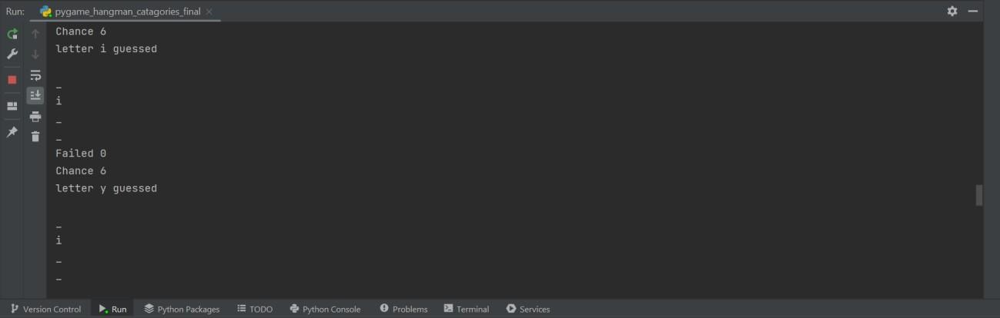 Run: pygame_hangman_catagories_final
Chance 6
letter i guessed
_
i
_
_
Failed 0
Chance 6
letter y guessed
_
i
_
_
Version Control Run Python Packages TODO Python Console Problems Terminal Services